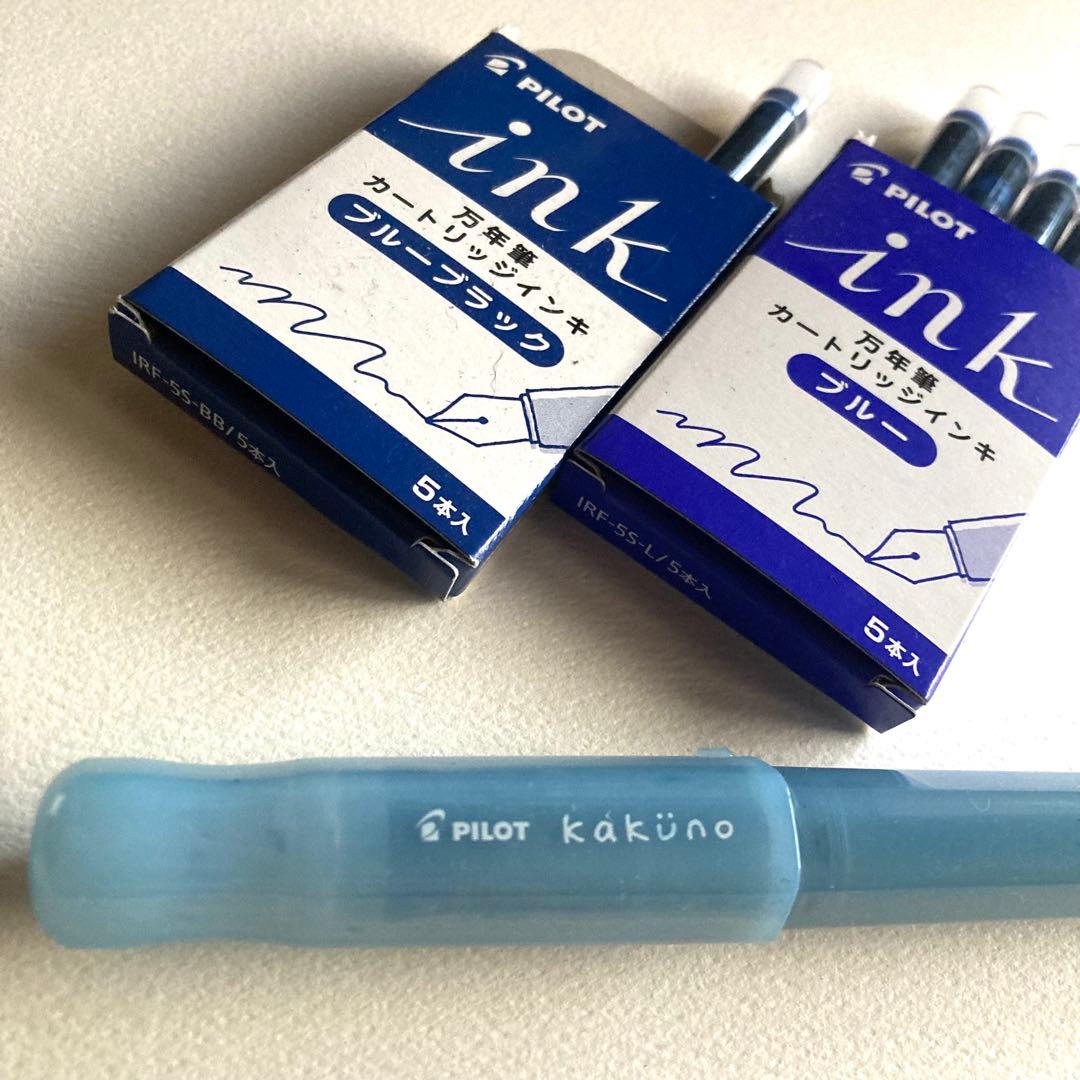 PILOT
ink
万年筆
カートリッジインキ
ブルーブラック
5本入
IRF-5S-BB/5本入
PILOT
ink
万年筆
カートリッジインキ
ブルー
5本入
IRF-5S-L/5本入
PILOT kaküno